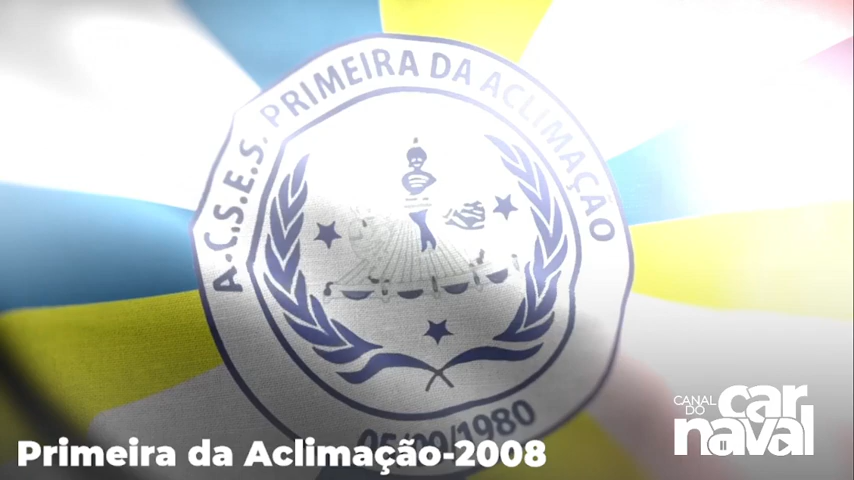 A.C.S.E.S. PRIMEIRA DA ACLIMAÇÃO
05/09/1980
Primeira da Aclimação-2008
CANAL
DO
car
naval